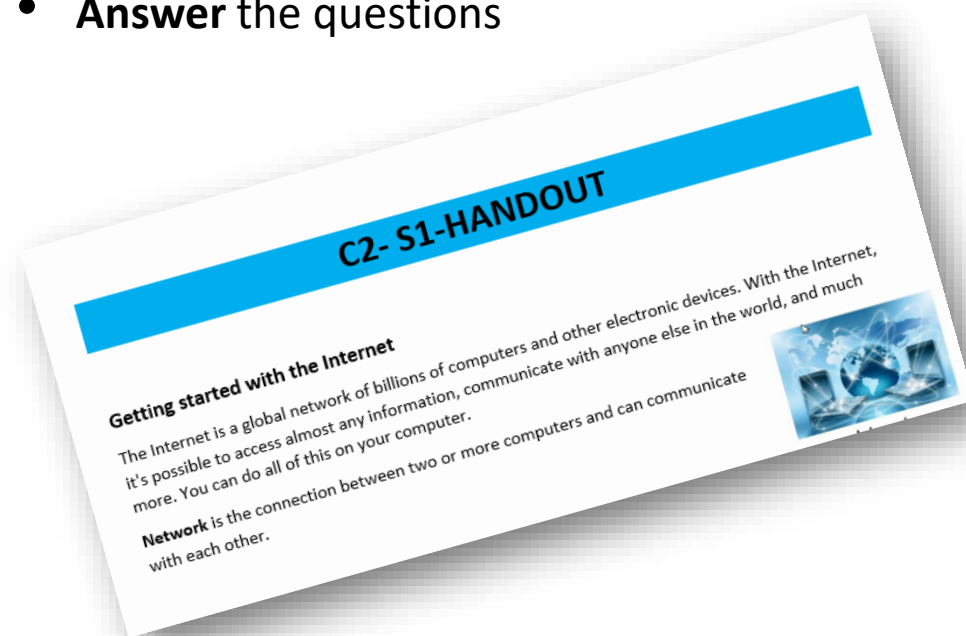 • Answer the questions
C2- S1-HANDOUT
Getting started with the Internet
The Internet is a global network of billions of computers and other electronic devices. With the Internet,
it's possible to access almost any information, communicate with anyone else in the world, and much
more. You can do all of this on your computer.
Network is the connection between two or more computers and can communicate
with each other.